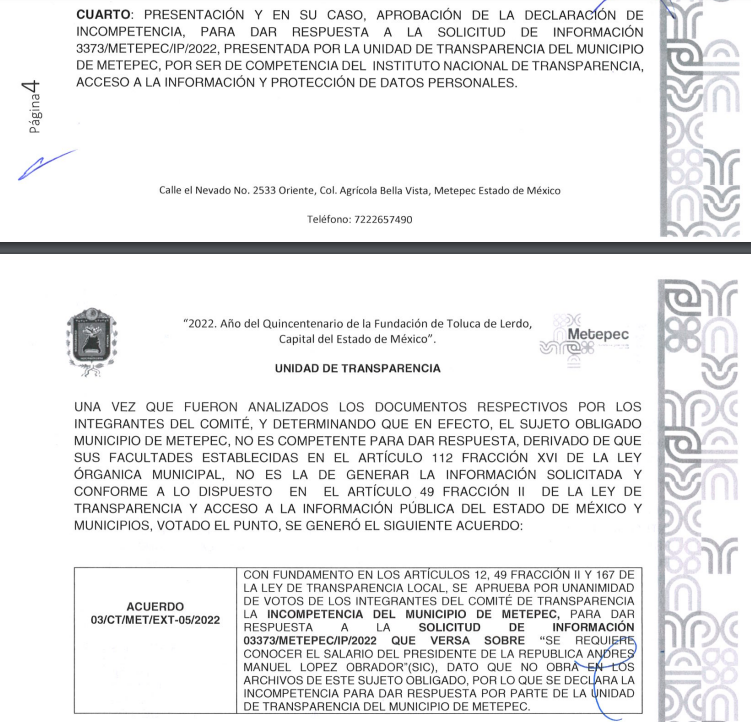 CUARTO: PRESENTACIÓN Y EN SU CASO, APROBACIÓN DE LA DECLARACIÓN DE
INCOMPETENCIA, PARA DAR RESPUESTA A LA SOLICITUD DE INFORMACIÓN
3373/METEPEC/IP/2022, PRESENTADA POR LA UNIDAD DE TRANSPARENCIA DEL MUNICIPIO
DE METEPEC, POR SER DE COMPETENCIA DEL INSTITUTO NACIONAL DE TRANSPARENCIA,
ACCESO A LA INFORMACIÓN Y PROTECCIÓN DE DATOS PERSONALES.
Página4
Calle el Nevado No. 2533 Oriente, Col. Agrícola Bella Vista, Metepec Estado de México
Teléfono: 7222657490
"2022. Año del Quincentenario de la Fundación de Toluca de Lerdo,
Capital del Estado de México".
Metepec
UNIDAD DE TRANSPARENCIA
UNA VEZ QUE FUERON ANALIZADOS LOS DOCUMENTOS RESPECTIVOS POR LOS
INTEGRANTES DEL COMITÉ, Y DETERMINANDO QUE EN EFECTO, EL SUJETO OBLIGADO
MUNICIPIO DE METEPEC, NO ES COMPETENTE PARA DAR RESPUESTA, DERIVADO DE QUE
SUS FACULTADES ESTABLECIDAS EN EL ARTÍCULO 112 FRACCIÓN XVI DE LA LEY
ÓRGANICA MUNICIPAL, NO ES LA DE GENERAR LA INFORMACIÓN SOLICITADA Y
CONFORME A LO DISPUESTO EN EL ARTÍCULO 49 FRACCIÓN II DE LA LEY DE
TRANSPARENCIA Y ACCESO A LA INFORMACIÓN PÚBLICA DEL ESTADO DE MÉXICO Y
MUNICIPIOS, VOTADO EL PUNTO, SE GENERÓ EL SIGUIENTE ACUERDO:
ACUERDO
03/CT/MET/EXT-05/2022
CON FUNDAMENTO EN LOS ARTÍCULOS 12, 49 FRACCIÓN II Y 167 DE
LA LEY DE TRANSPARENCIA LOCAL, SE APRUEBA POR UNANIMIDAD
DE VOTOS DE LOS INTEGRANTES DEL COMITÉ DE TRANSPARENCIA
LA INCOMPETENCIA DEL MUNICIPIO DE METEPEC, PARA DAR
RESPUESTA A LA SOLICITUD DE INFORMACIÓN
03373/METEPEC/IP/2022 QUE VERSA SOBRE "SE REQUIERE
CONOCER EL SALARIO DEL PRESIDENTE DE LA REPUBLICA ANDRES
MANUEL LOPEZ OBRADOR"(SIC), DATO QUE NO OBRA EN LOS
ARCHIVOS DE ESTE SUJETO OBLIGADO, POR LO QUE SE DECLARA LA
INCOMPETENCIA PARA DAR RESPUESTA POR PARTE DE LA UNIDAD
DE TRANSPARENCIA DEL MUNICIPIO DE METEPEC.